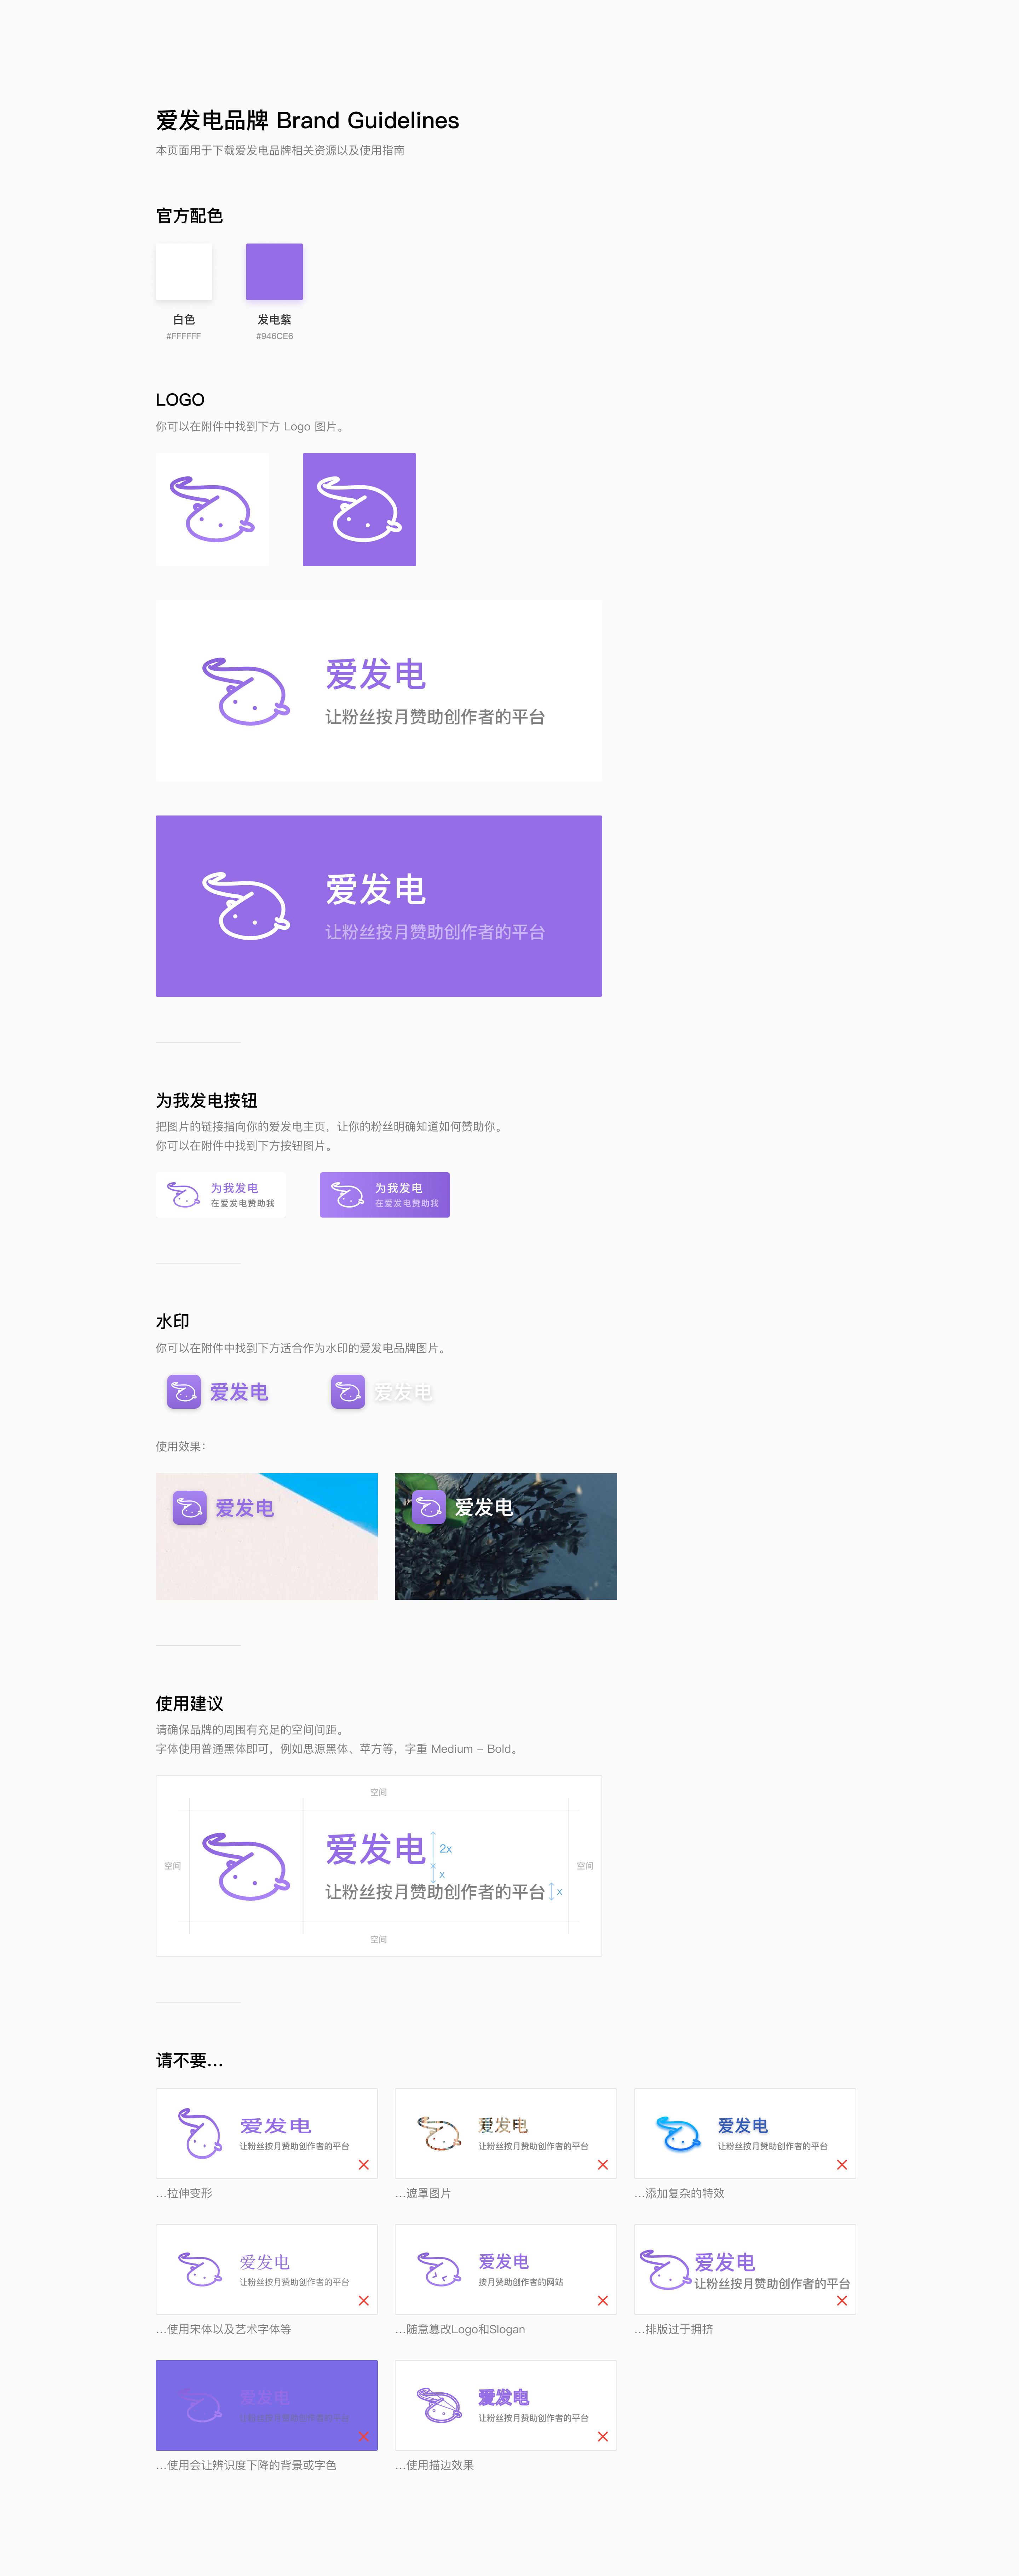 爱发电品牌 Brand Guidelines
本页面用于下载爱发电品牌相关资源以及使用指南
官方配色
白色
#FFFFFF
发电紫
#946CE6
LOGO
你可以在附件中找到下方 Logo 图片。
爱发电
让粉丝按月赞助创作者的平台
爱发电
让粉丝按月赞助创作者的平台
为我发电按钮
把图片的链接指向你的爱发电主页，让你的粉丝明确知道如何赞助你。
你可以在附件中找到下方按钮图片。
为我发电
在爱发电赞助我
为我发电
在爱发电赞助我
水印
你可以在附件中找到下方适合作为水印的爱发电品牌图片。
爱发电
爱发电
使用效果：
爱发电
爱发电
使用建议
请确保品牌的周围有充足的空间间距。
字体使用普通黑体即可，例如思源黑体、苹方等，字重 Medium – Bold。
空间
空间
爱发电
2x
x
让粉丝按月赞助创作者的平台
x
空间
空间
请不要...
爱发电
让粉丝按月赞助创作者的平台
...拉伸变形
爱发电
让粉丝按月赞助创作者的平台
...遮罩图片
爱发电
让粉丝按月赞助创作者的平台
...添加复杂的特效
爱发电
让粉丝按月赞助创作者的平台
...使用宋体以及艺术字体等
爱发电
按月赞助创作者的网站
...随意篡改Logo和Slogan
爱发电
让粉丝按月赞助创作者的平台
...排版过于拥挤
爱发电
让粉丝按月赞助创作者的平台
...使用会让辨识度下降的背景或字色
爱发电
让粉丝按月赞助创作者的平台
...使用描边效果